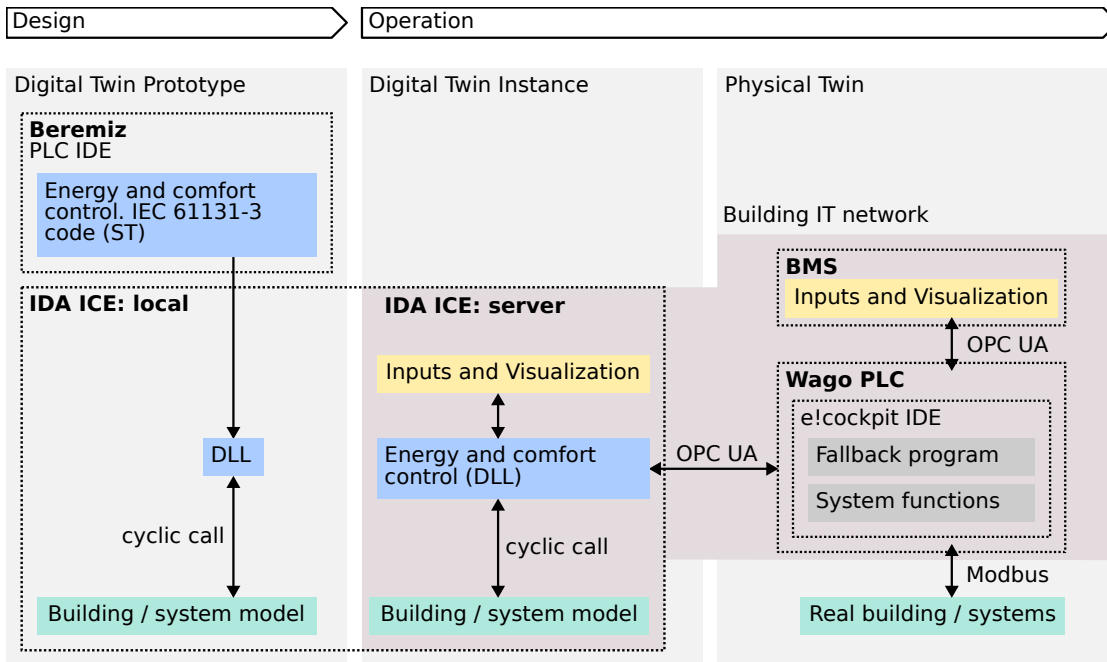 Design
Operation
Digital Twin Prototype
Beremiz
PLC IDE
Energy and comfort
control. IEC 61131-3
code (ST)
IDA ICE: local
DLL
cyclic call
Building / system model
Digital Twin Instance
IDA ICE: server
Inputs and Visualization
Energy and comfort
control (DLL)
cyclic call
Building / system model
OPC UA
Physical Twin
Building IT network
BMS
Inputs and Visualization
OPC UA
Wago PLC
e!cockpit IDE
Fallback program
System functions
Modbus
Real building / systems